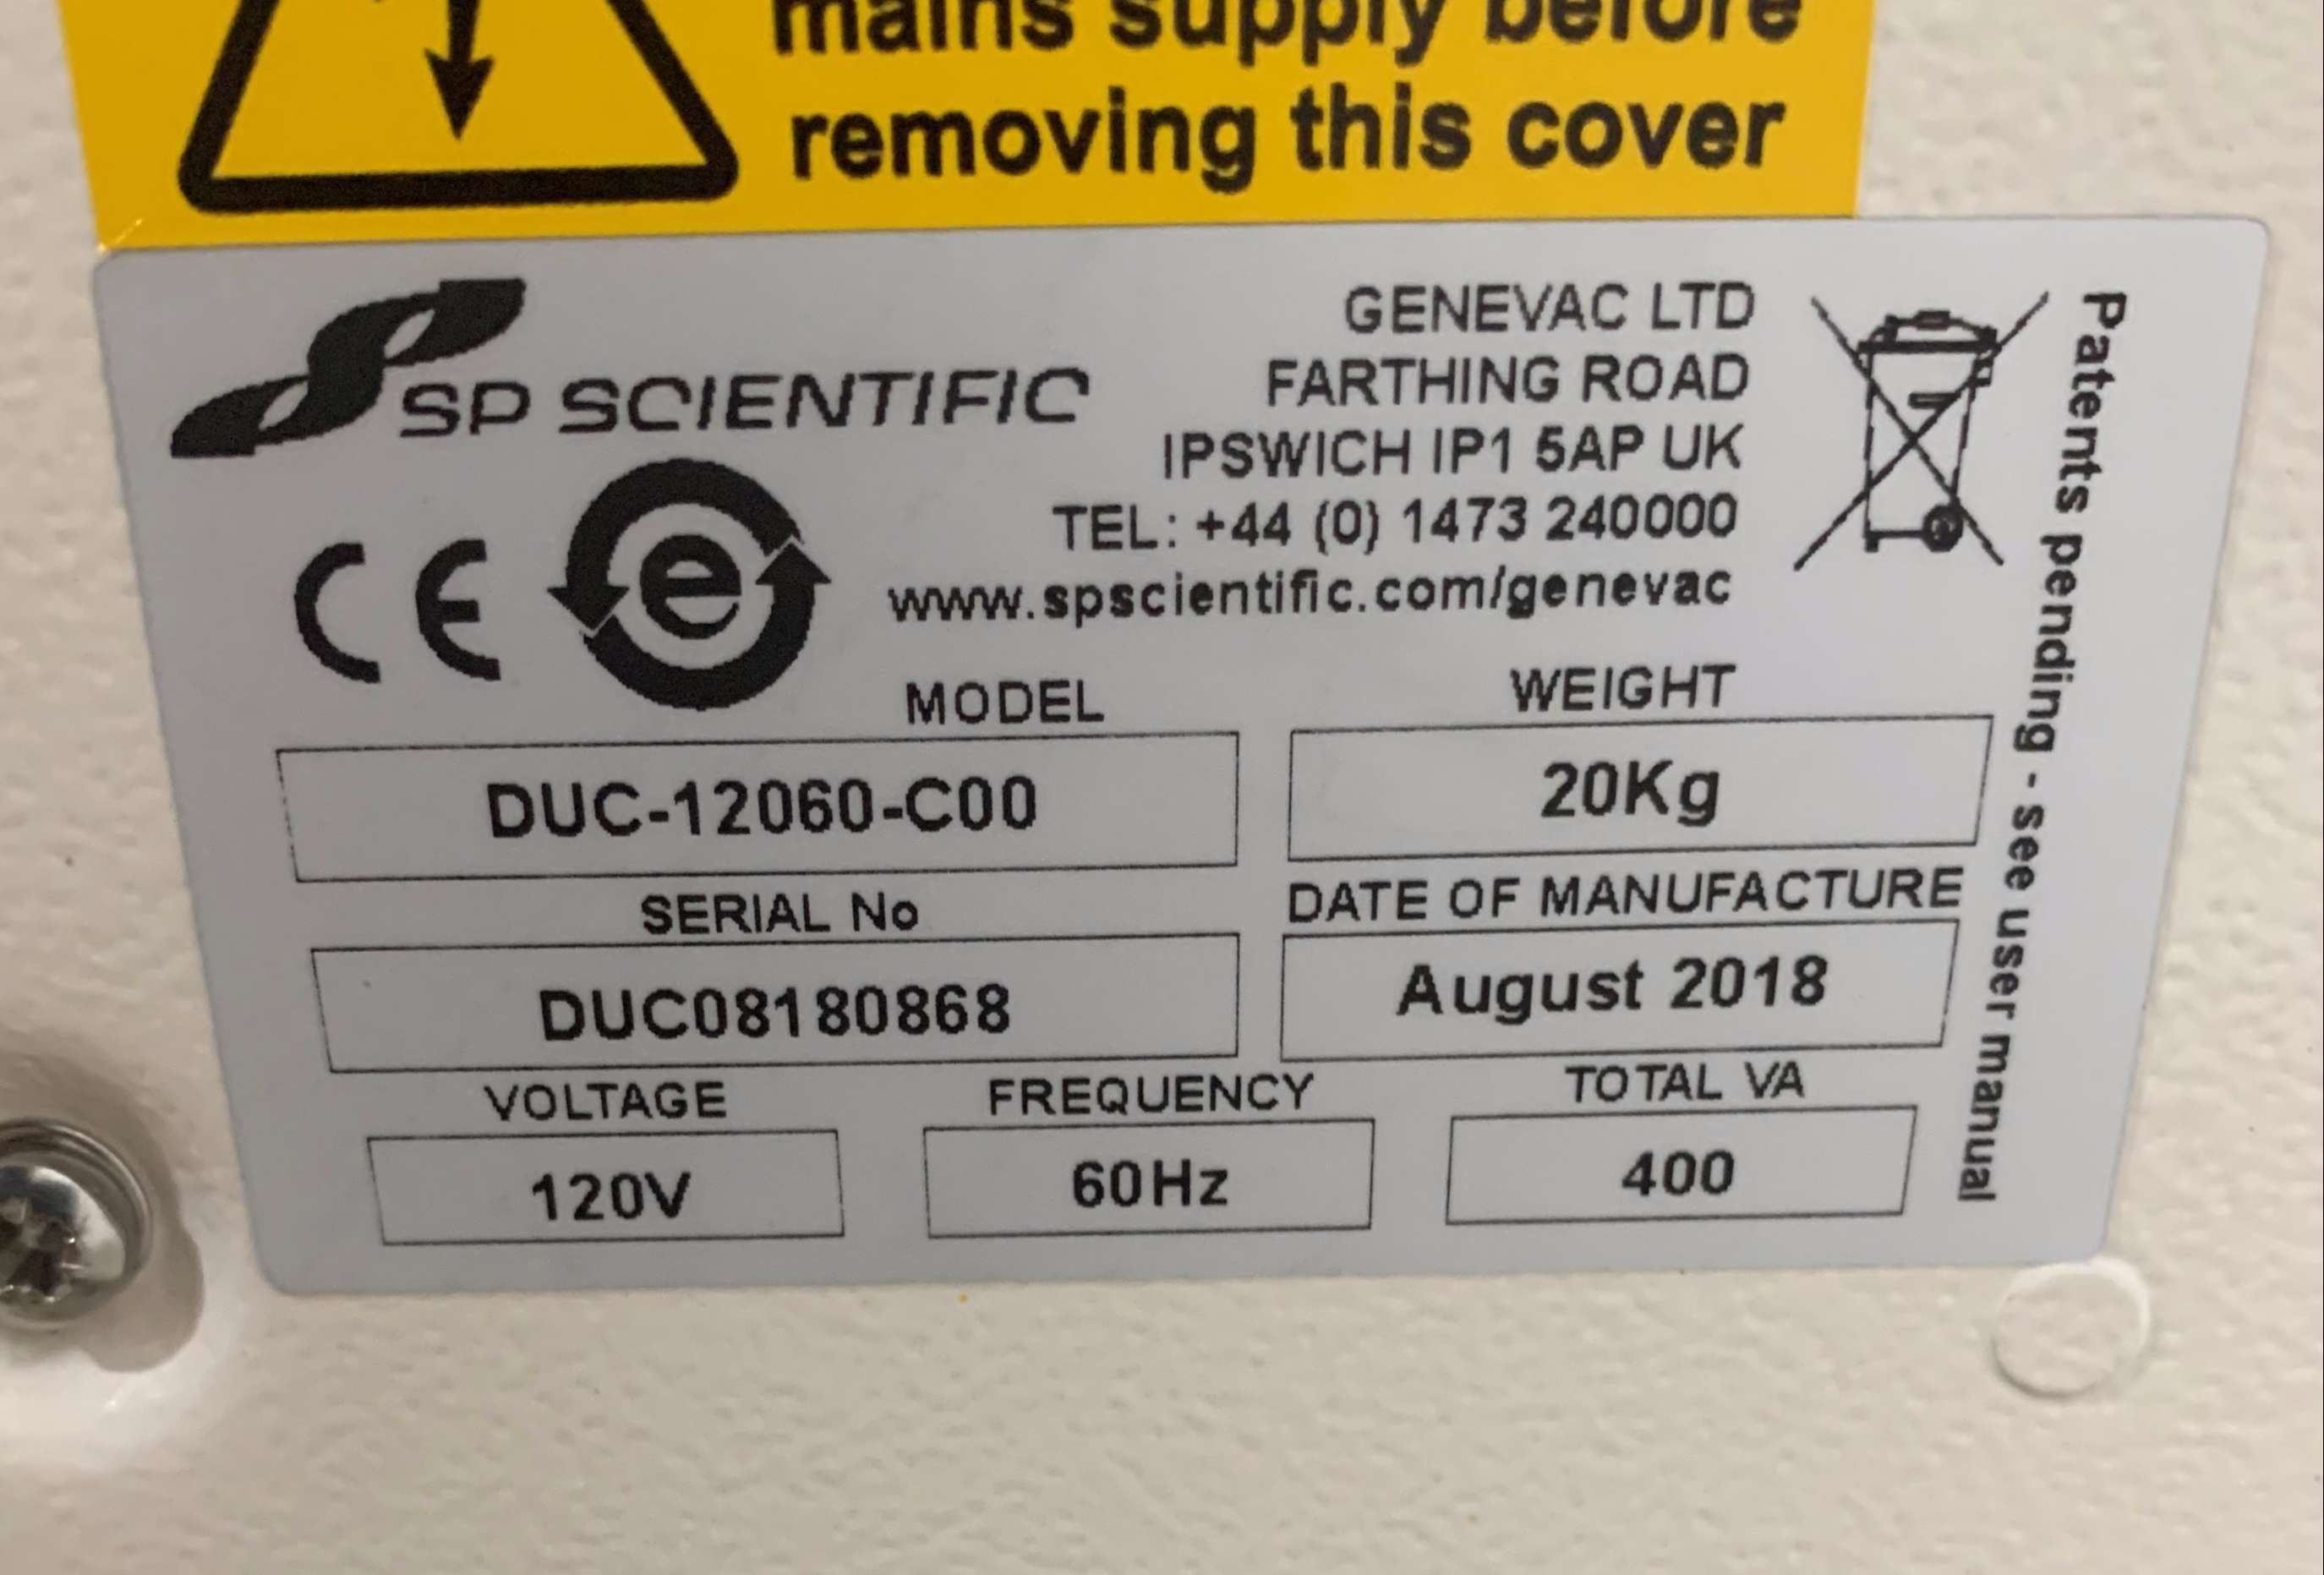 mains supply before
removing this cover
SP SCIENTIFIC
GENEVAC LTD
FARTHING ROAD
IPSWICH IP1 5AP UK
TEL: +44 (0) 1473 240000
www.spscientific.com/genevac
CE
e
MODEL
DUC-12060-C00
WEIGHT
20Kg
SERIAL No
DUC08180868
DATE OF MANUFACTURE
August 2018
VOLTAGE
120V
FREQUENCY
60Hz
TOTAL VA
400
Patents pending - see user manual